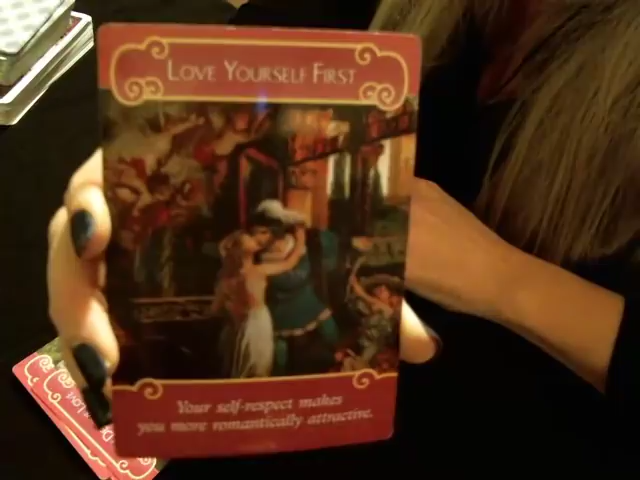 LOVE YOURSELF FIRST
Your self-respect makes
you more romantically attractive.